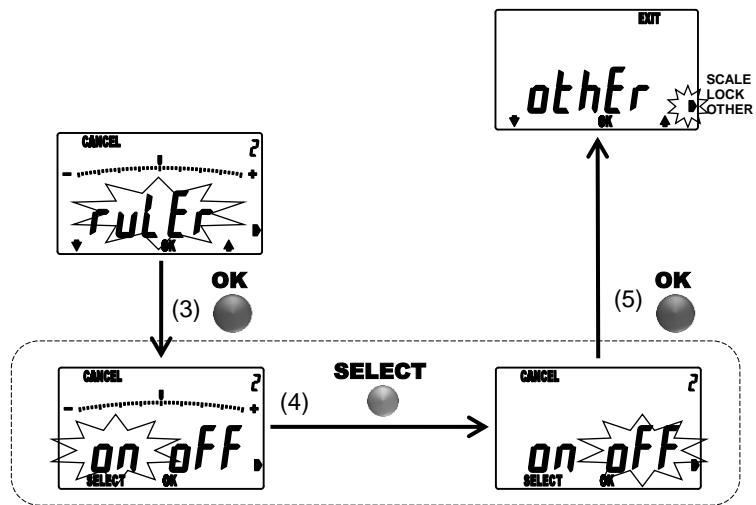 EXIT
othEr
OK
SCALE
LOCK
OTHER
CANCEL
2
- +
rulEr
OK
(3)
OK
(5)
OK
CANCEL
2
- +
on oFF
SELECT OK
(4)
SELECT
CANCEL
2
on oFF
SELECT OK